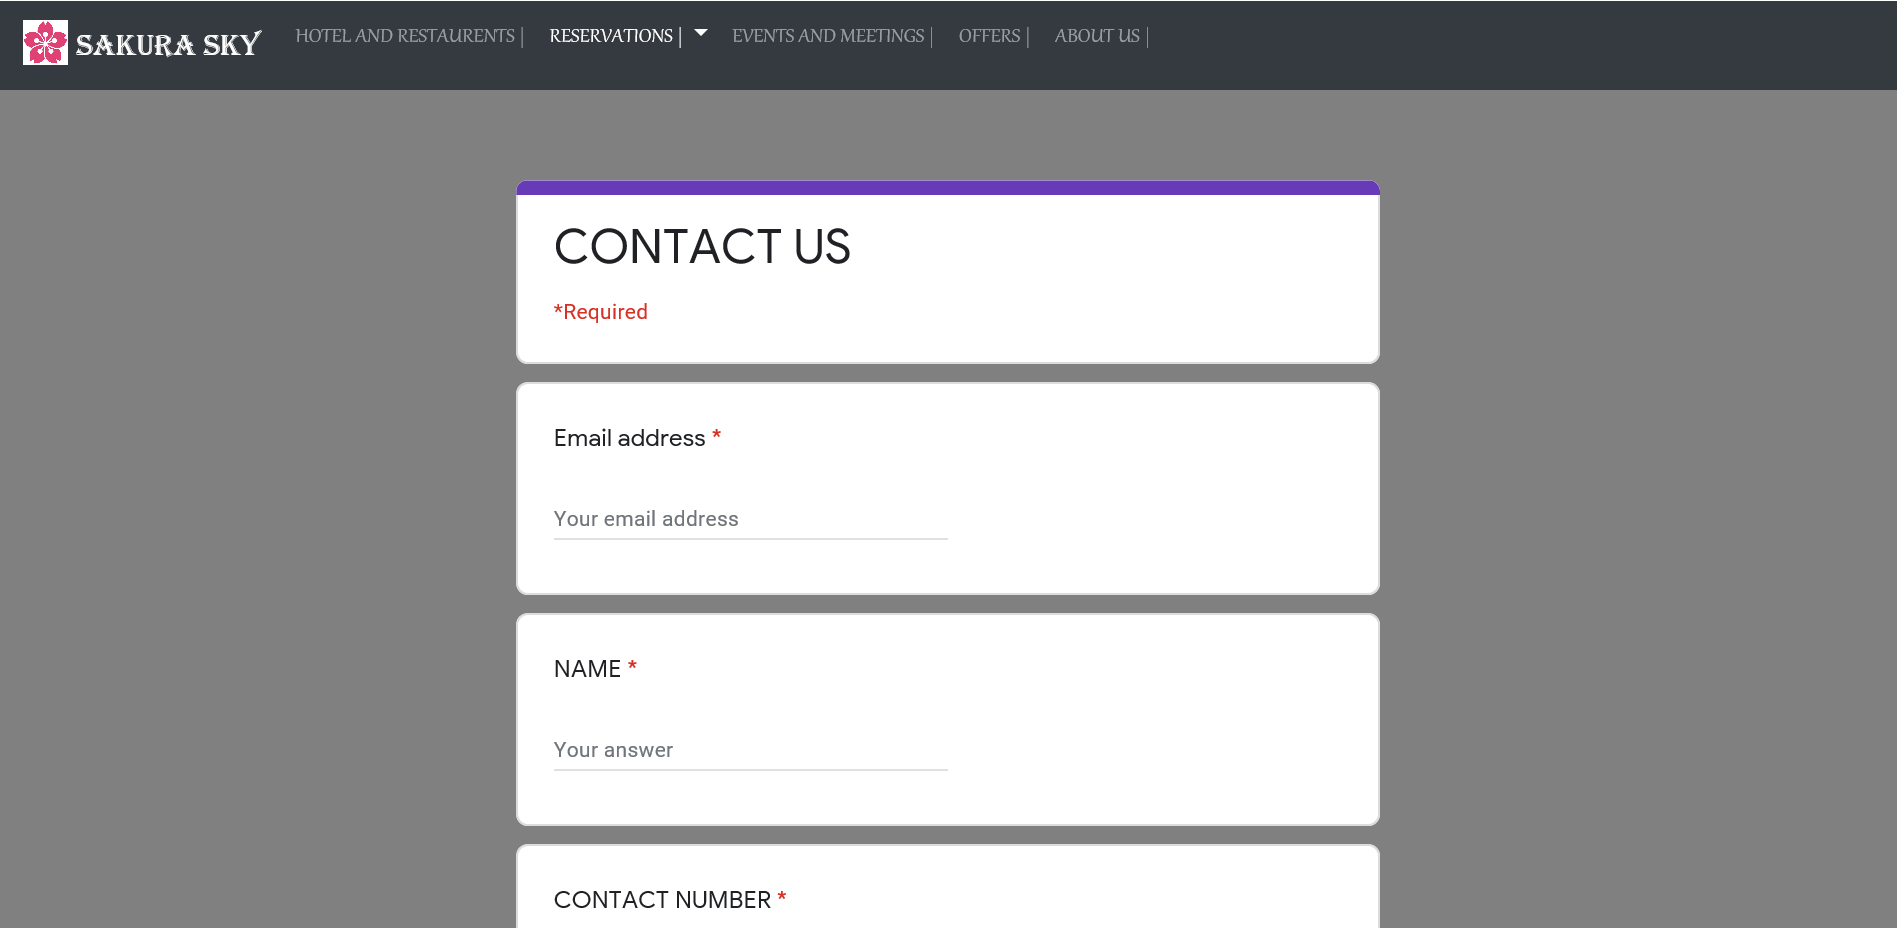 SAKURA SKY HOTEL AND RESTAURENTS | RESERVATIONS | EVENTS AND MEETINGS | OFFERS | ABOUT US |
CONTACT US
*Required
Email address *
Your email address
NAME *
Your answer
CONTACT NUMBER *